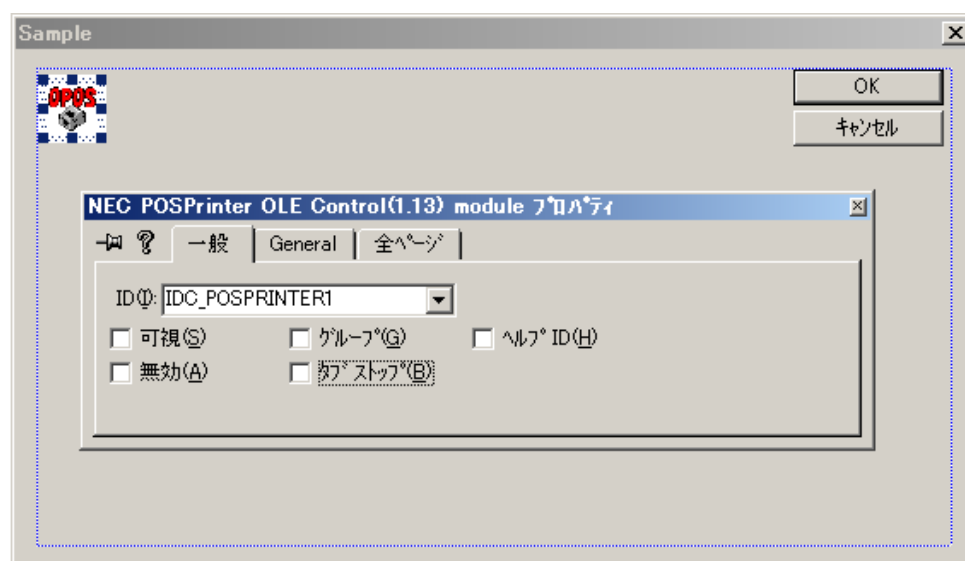 Sample
OPOS
OK
ｷｬﾝｾﾙ
NEC POSPrinter OLE Control(1.13) module ﾌﾟﾛﾊﾟﾃｨ
一般 General 全ﾍﾟｰｼﾞ
ID(I): IDC_POSPRINTER1
可視(S) ｸﾞﾙｰﾌﾟ(G) ﾍﾙﾌﾟ ID(H)
無効(A) ﾀﾌﾞ ｽﾄｯﾌﾟ(B)